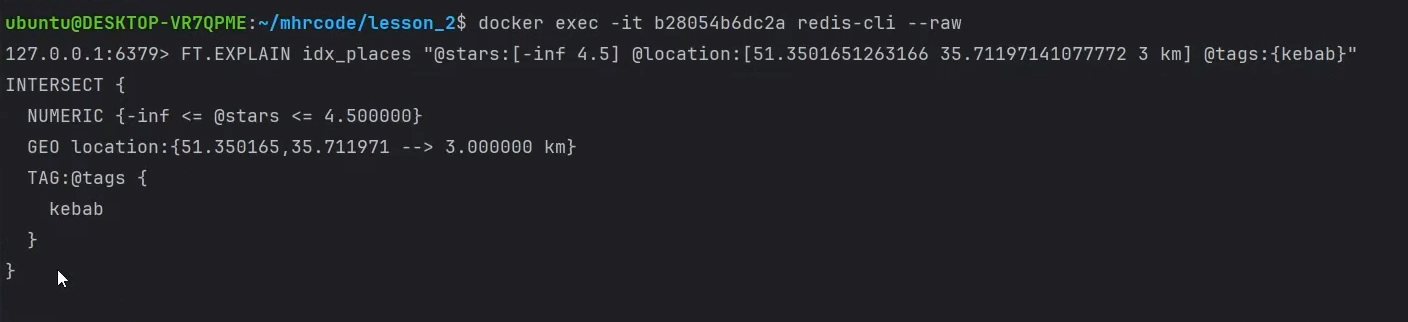 ubuntu@DESKTOP-VR7QPME:~/mhrcode/lesson_2$ docker exec -it b28054b6dc2a redis-cli --raw
127.0.0.1:6379> FT.EXPLAIN idx_places "@stars:[-inf 4.5] @location:[51.3501651263166 35.71197141077772 3 km] @tags:{kebab}"
INTERSECT {
  NUMERIC {-inf <= @stars <= 4.500000}
  GEO location:{51.350165,35.711971 --> 3.000000 km}
  TAG:@tags {
    kebab
  }
}